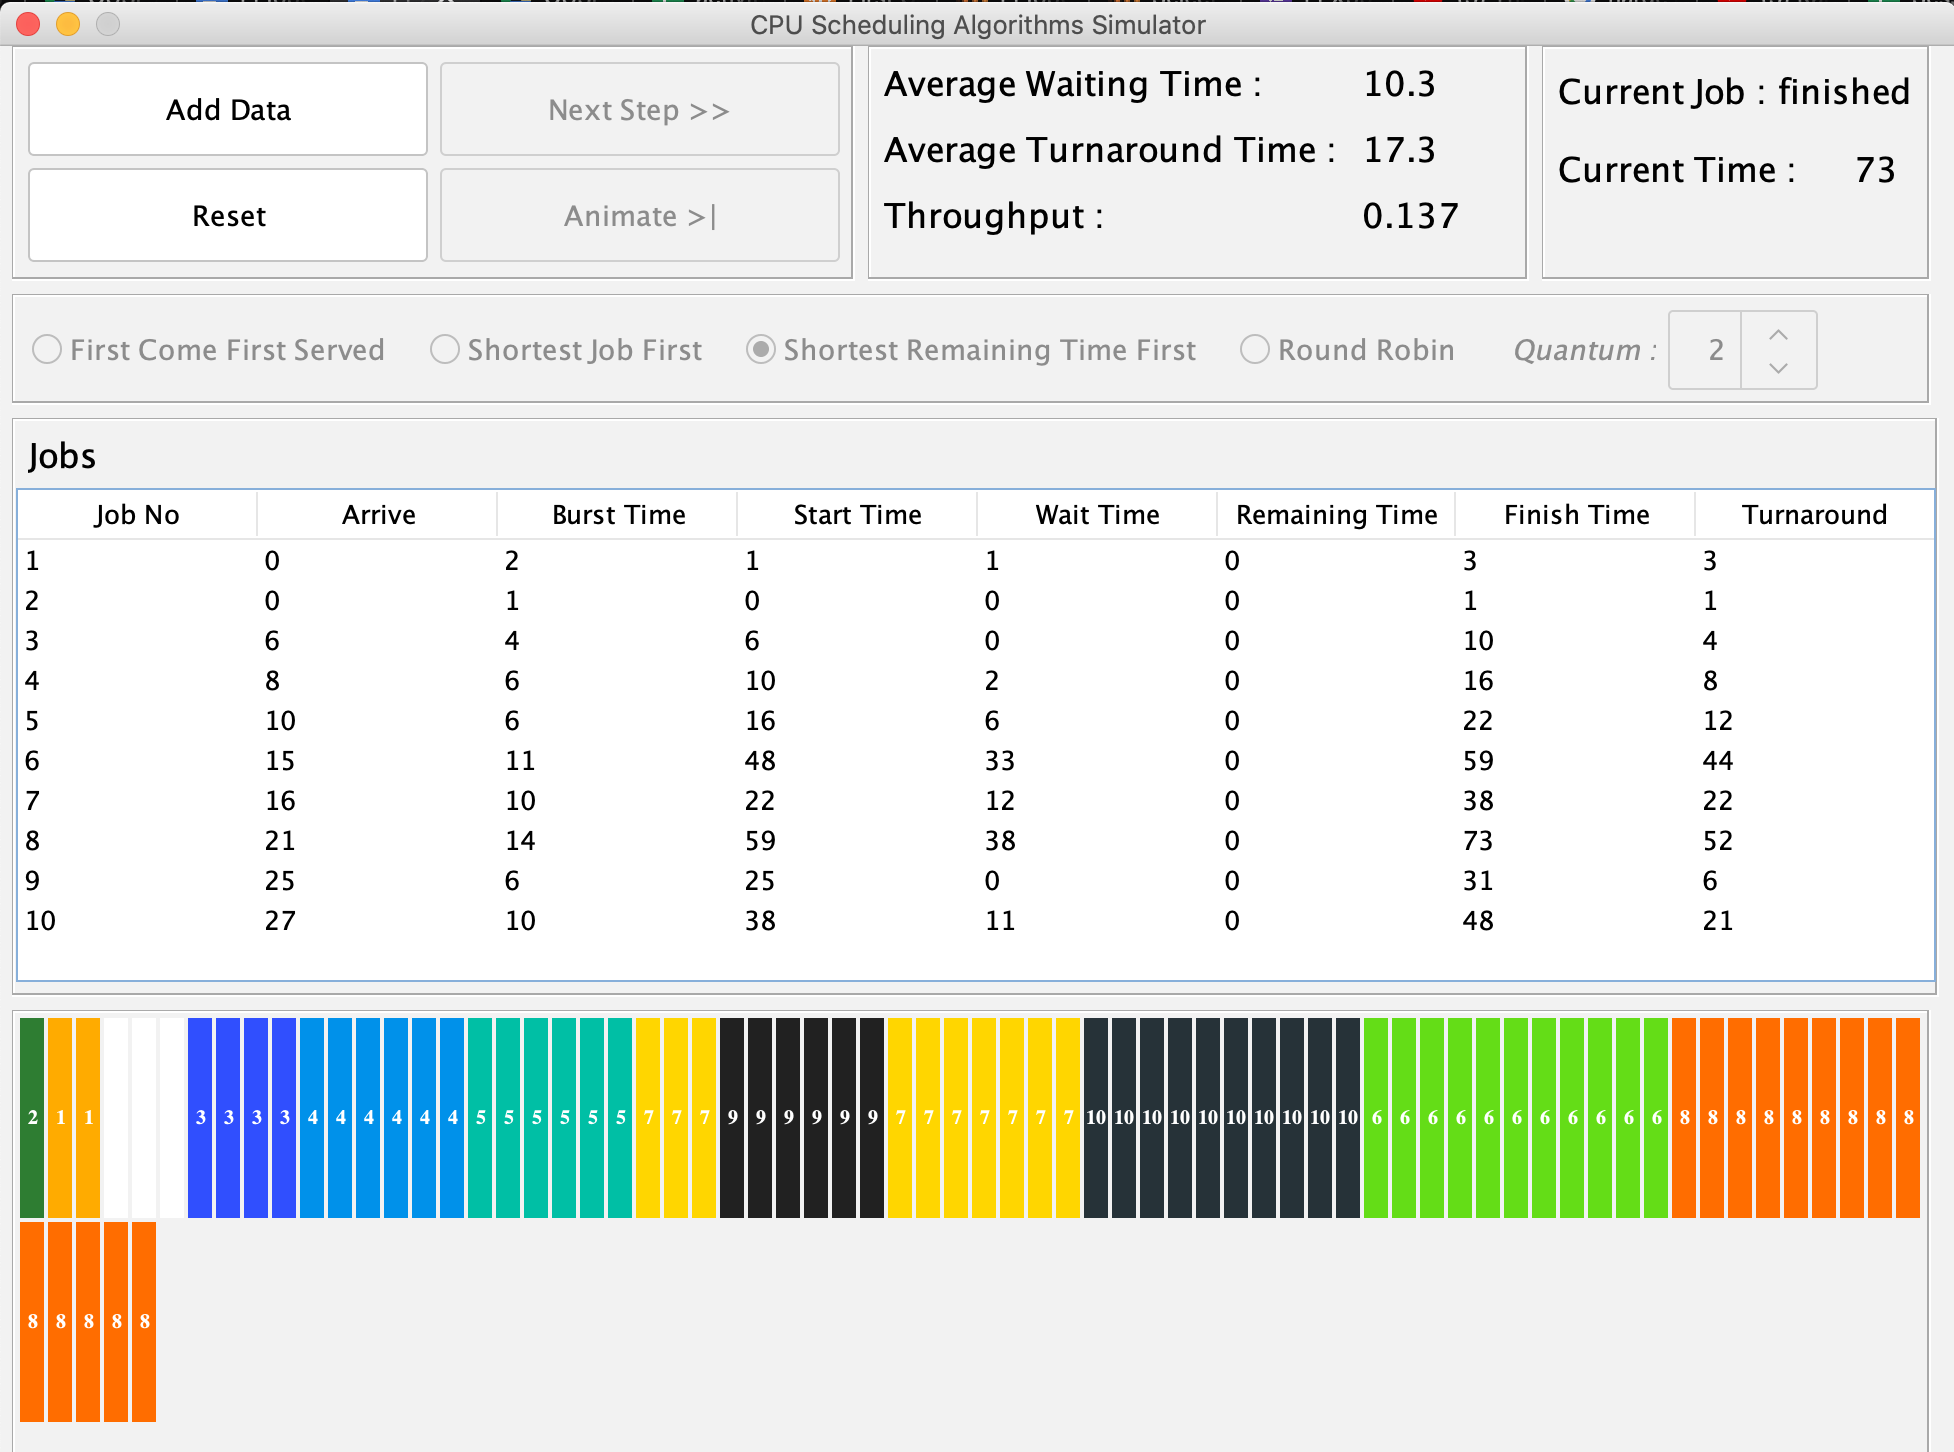 CPU Scheduling Algorithms Simulator
Add Data
Next Step >>
Reset
Animate >|
Average Waiting Time : 10.3
Average Turnaround Time : 17.3
Throughput : 0.137
Current Job : finished
Current Time : 73
First Come First Served Shortest Job First Shortest Remaining Time First Round Robin Quantum : 2
Jobs
Job No Arrive Burst Time Start Time Wait Time Remaining Time Finish Time Turnaround
1 0 2 1 1 0 3 3
2 0 1 0 0 0 1 1
3 6 4 6 0 0 10 4
4 8 6 10 2 0 16 8
5 10 6 16 6 0 22 12
6 15 11 48 33 0 59 44
7 16 10 22 12 0 38 22
8 21 14 59 38 0 73 52
9 25 6 25 0 0 31 6
10 27 10 38 11 0 48 21
2 1 1 3 3 3 3 4 4 4 4 4 4 5 5 5 5 5 5 7 7 7 9 9 9 9 9 9 7 7 7 7 7 7 7 10 10 10 10 10 10 10 10 10 10 6 6 6 6 6 6 6 6 6 6 6 8 8 8 8 8 8 8 8 8
8 8 8 8 8